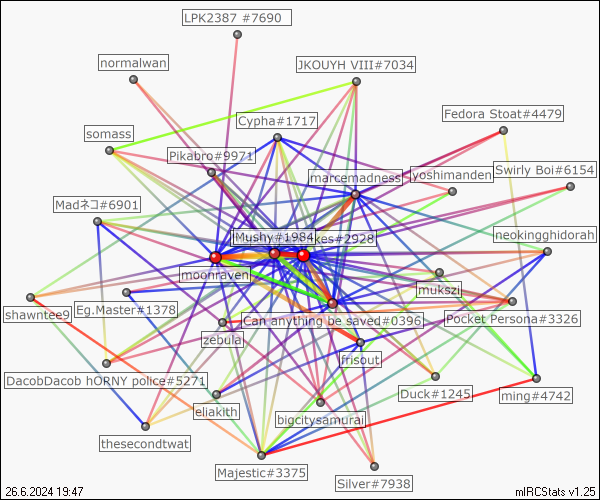 LPK2387 #7690
normalwan
JKOUYH VIII#7034
Fedora Stoat#4479
Cypha#1717
somass
Pikabro#9971
marcemadness
yoshimanden
Swirly Boi#6154
Madネコ#6901
Mushy#1984
kes#2928
neokingghidorah
moonraven
mukszi
shawntee9
Eg.Master#1378
Can anything be saved#0396
Pocket Persona#3326
zebula
lfrisout
DacobDacob hORNY police#5271
Duck#1245
ming#4742
eliakith
bigcitysamurai
thesecondtwat
Majestic#3375
Silver#7938
26.6.2024 19:47
mIRCStats v1.25